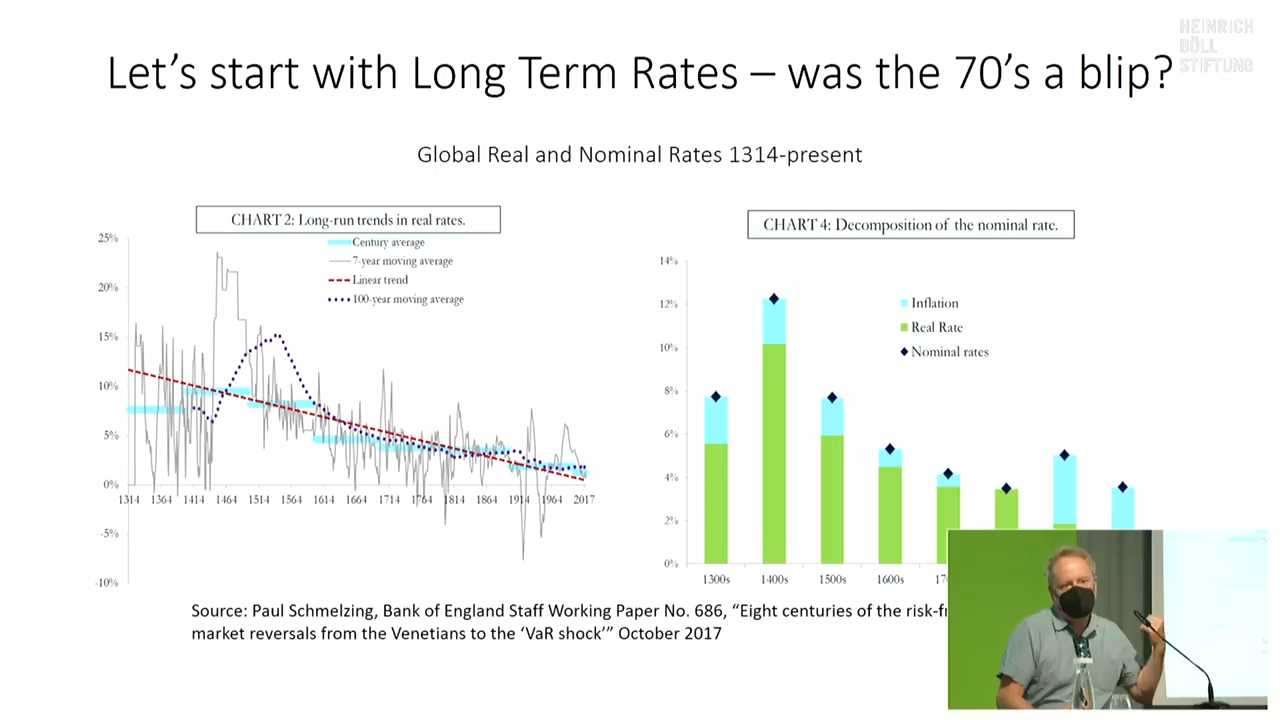 HEINRICH
BÖLL
STIFTUNG
Let's start with Long Term Rates – was the 70's a blip?
Global Real and Nominal Rates 1314-present
CHART 2: Long-run trends in real rates.
Century average
7-year moving average
Linear trend
100-year moving average
25%
20%
15%
10%
5%
0%
-5%
-10%
1314 1364 1414 1464 1514 1564 1614 1664 1714 1764 1814 1864 1914 1964 2017
CHART 4: Decomposition of the nominal rate.
Inflation
Real Rate
Nominal rates
14%
12%
10%
8%
6%
4%
2%
0%
1300s 1400s 1500s 1600s
Source: Paul Schmelzing, Bank of England Staff Working Paper No. 686, “Eight centuries of the
market reversals from the Venetians to the ‘VaR shock’” October 2017